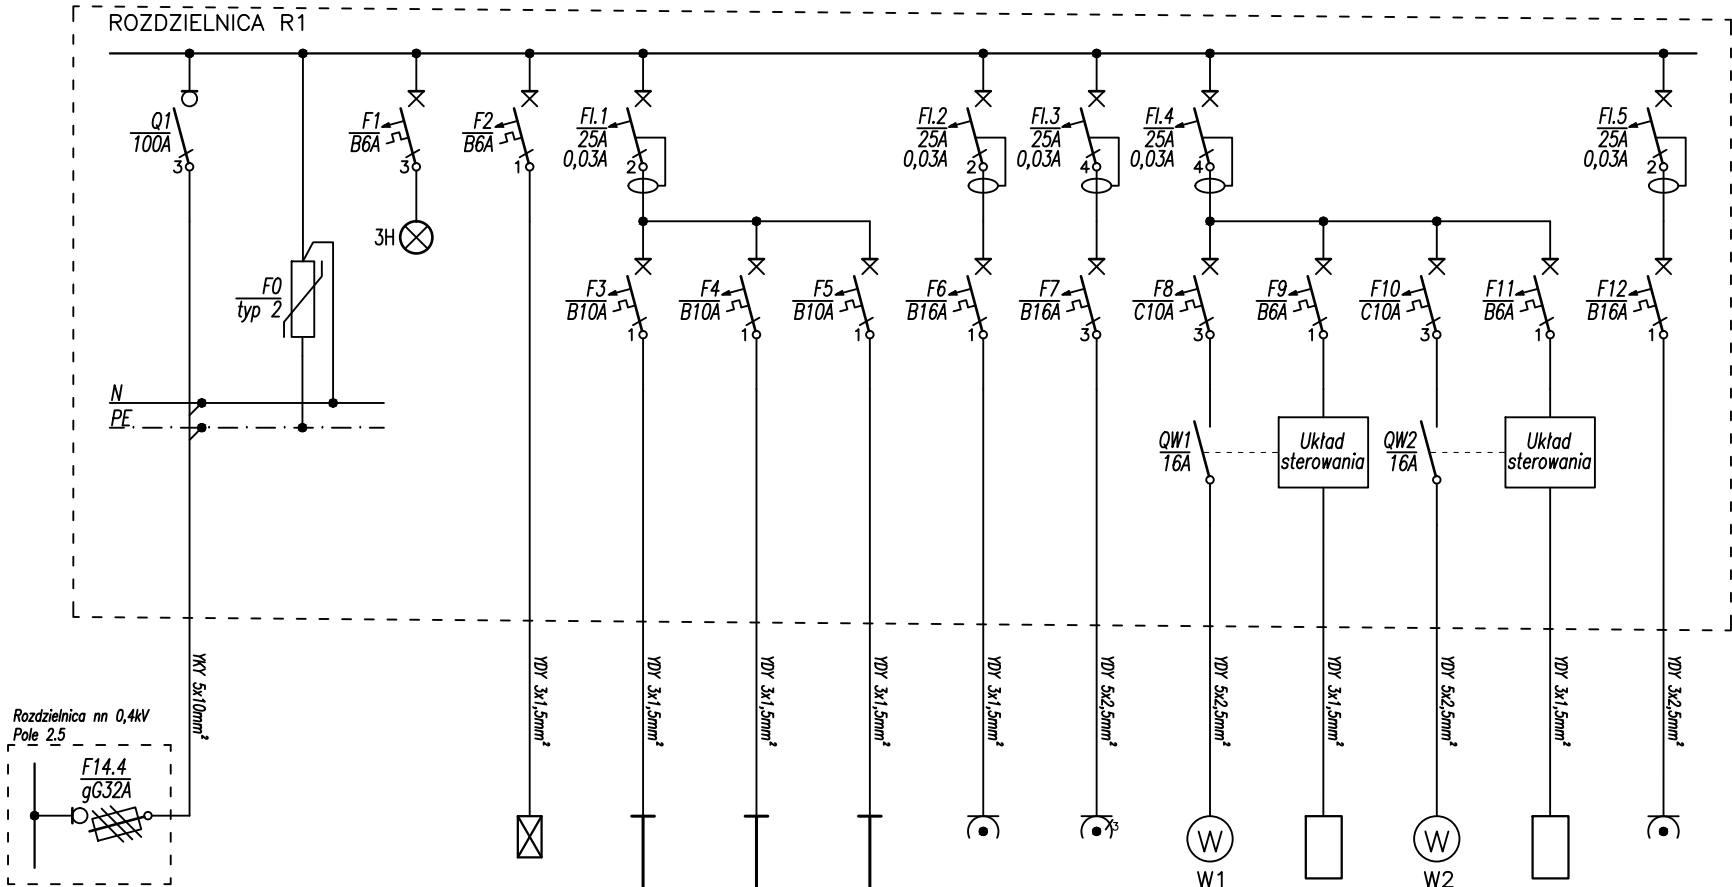 ROZDZIELNICA R1
Q1
100A
3
F0
typ 2
N
PE
F1
B6A
3
3H
F2
B6A
1
FI.1
25A
0,03A
2
FI.2
25A
0,03A
2
FI.3
25A
0,03A
4
FI.4
25A
0,03A
4
FI.5
25A
0,03A
2
F3
B10A
1
F4
B10A
1
F5
B10A
1
F6
B16A
1
F7
B16A
3
F8
C10A
3
F9
B6A
1
F10
C10A
3
F11
B6A
1
F12
B16A
1
QW1
16A
Układ
sterowania
QW2
16A
Układ
sterowania
YKY 5x10mm²
YDY 3x1,5mm²
YDY 3x1,5mm²
YDY 3x1,5mm²
YDY 3x1,5mm²
YDY 3x1,5mm²
YDY 5x2,5mm²
YDY 5x2,5mm²
YDY 3x1,5mm²
YDY 5x2,5mm²
YDY 3x1,5mm²
YDY 3x2,5mm²
Rozdzielnica nn 0,4kV
Pole 2.5
F14.4
gG32A
x3
W
W1
W
W2